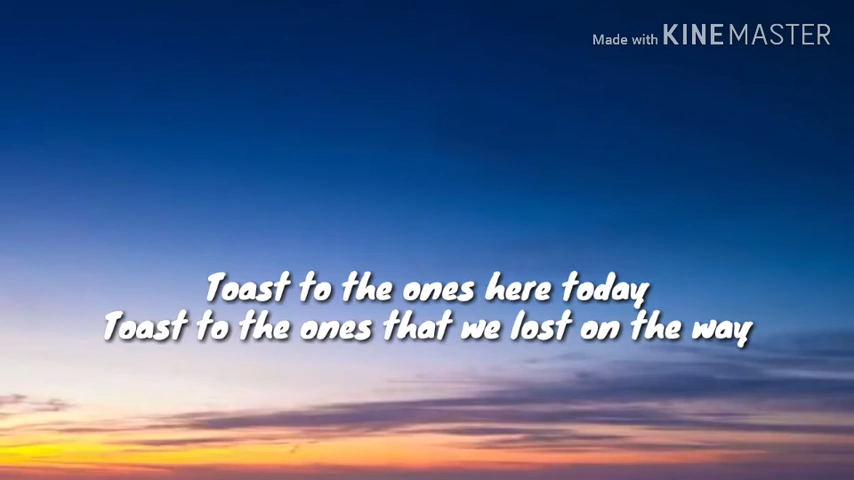 Made with KINEMASTER
Toast to the ones here today
Toast to the ones that we lost on the way